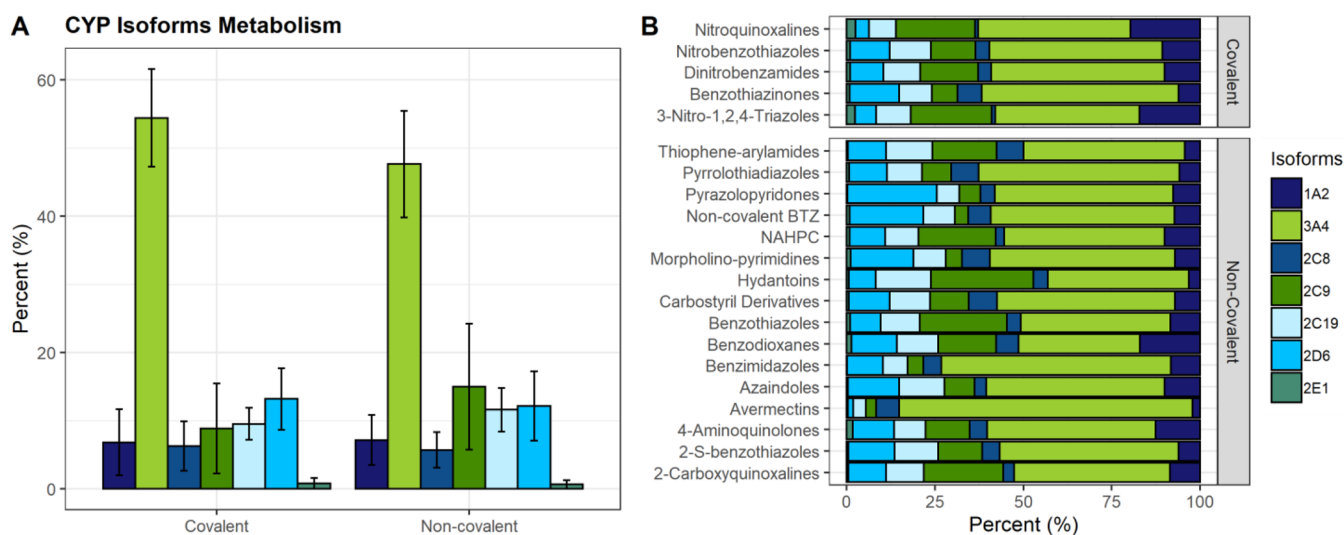 A
CYP Isoforms Metabolism
Percent (%)
60
40
20
0
Covalent
Non-covalent
B
Nitroquinoxalines
Nitrobenzothiazoles
Dinitrobenzamides
Benzothiazinones
3-Nitro-1,2,4-Triazoles
Covalent
Thiophene-arylamides
Pyrrolothiadiazoles
Pyrazolopyridones
Non-covalent BTZ
NAHPC
Morpholino-pyrimidines
Hydantoins
Carbostyril Derivatives
Benzothiazoles
Benzodioxanes
Benzimidazoles
Azaindoles
Avermectins
4-Aminoquinolones
2-S-benzothiazoles
2-Carboxyquinoxalines
Non-Covalent
0
25
50
75
100
Percent (%)
Isoforms
1A2
3A4
2C8
2C9
2C19
2D6
2E1